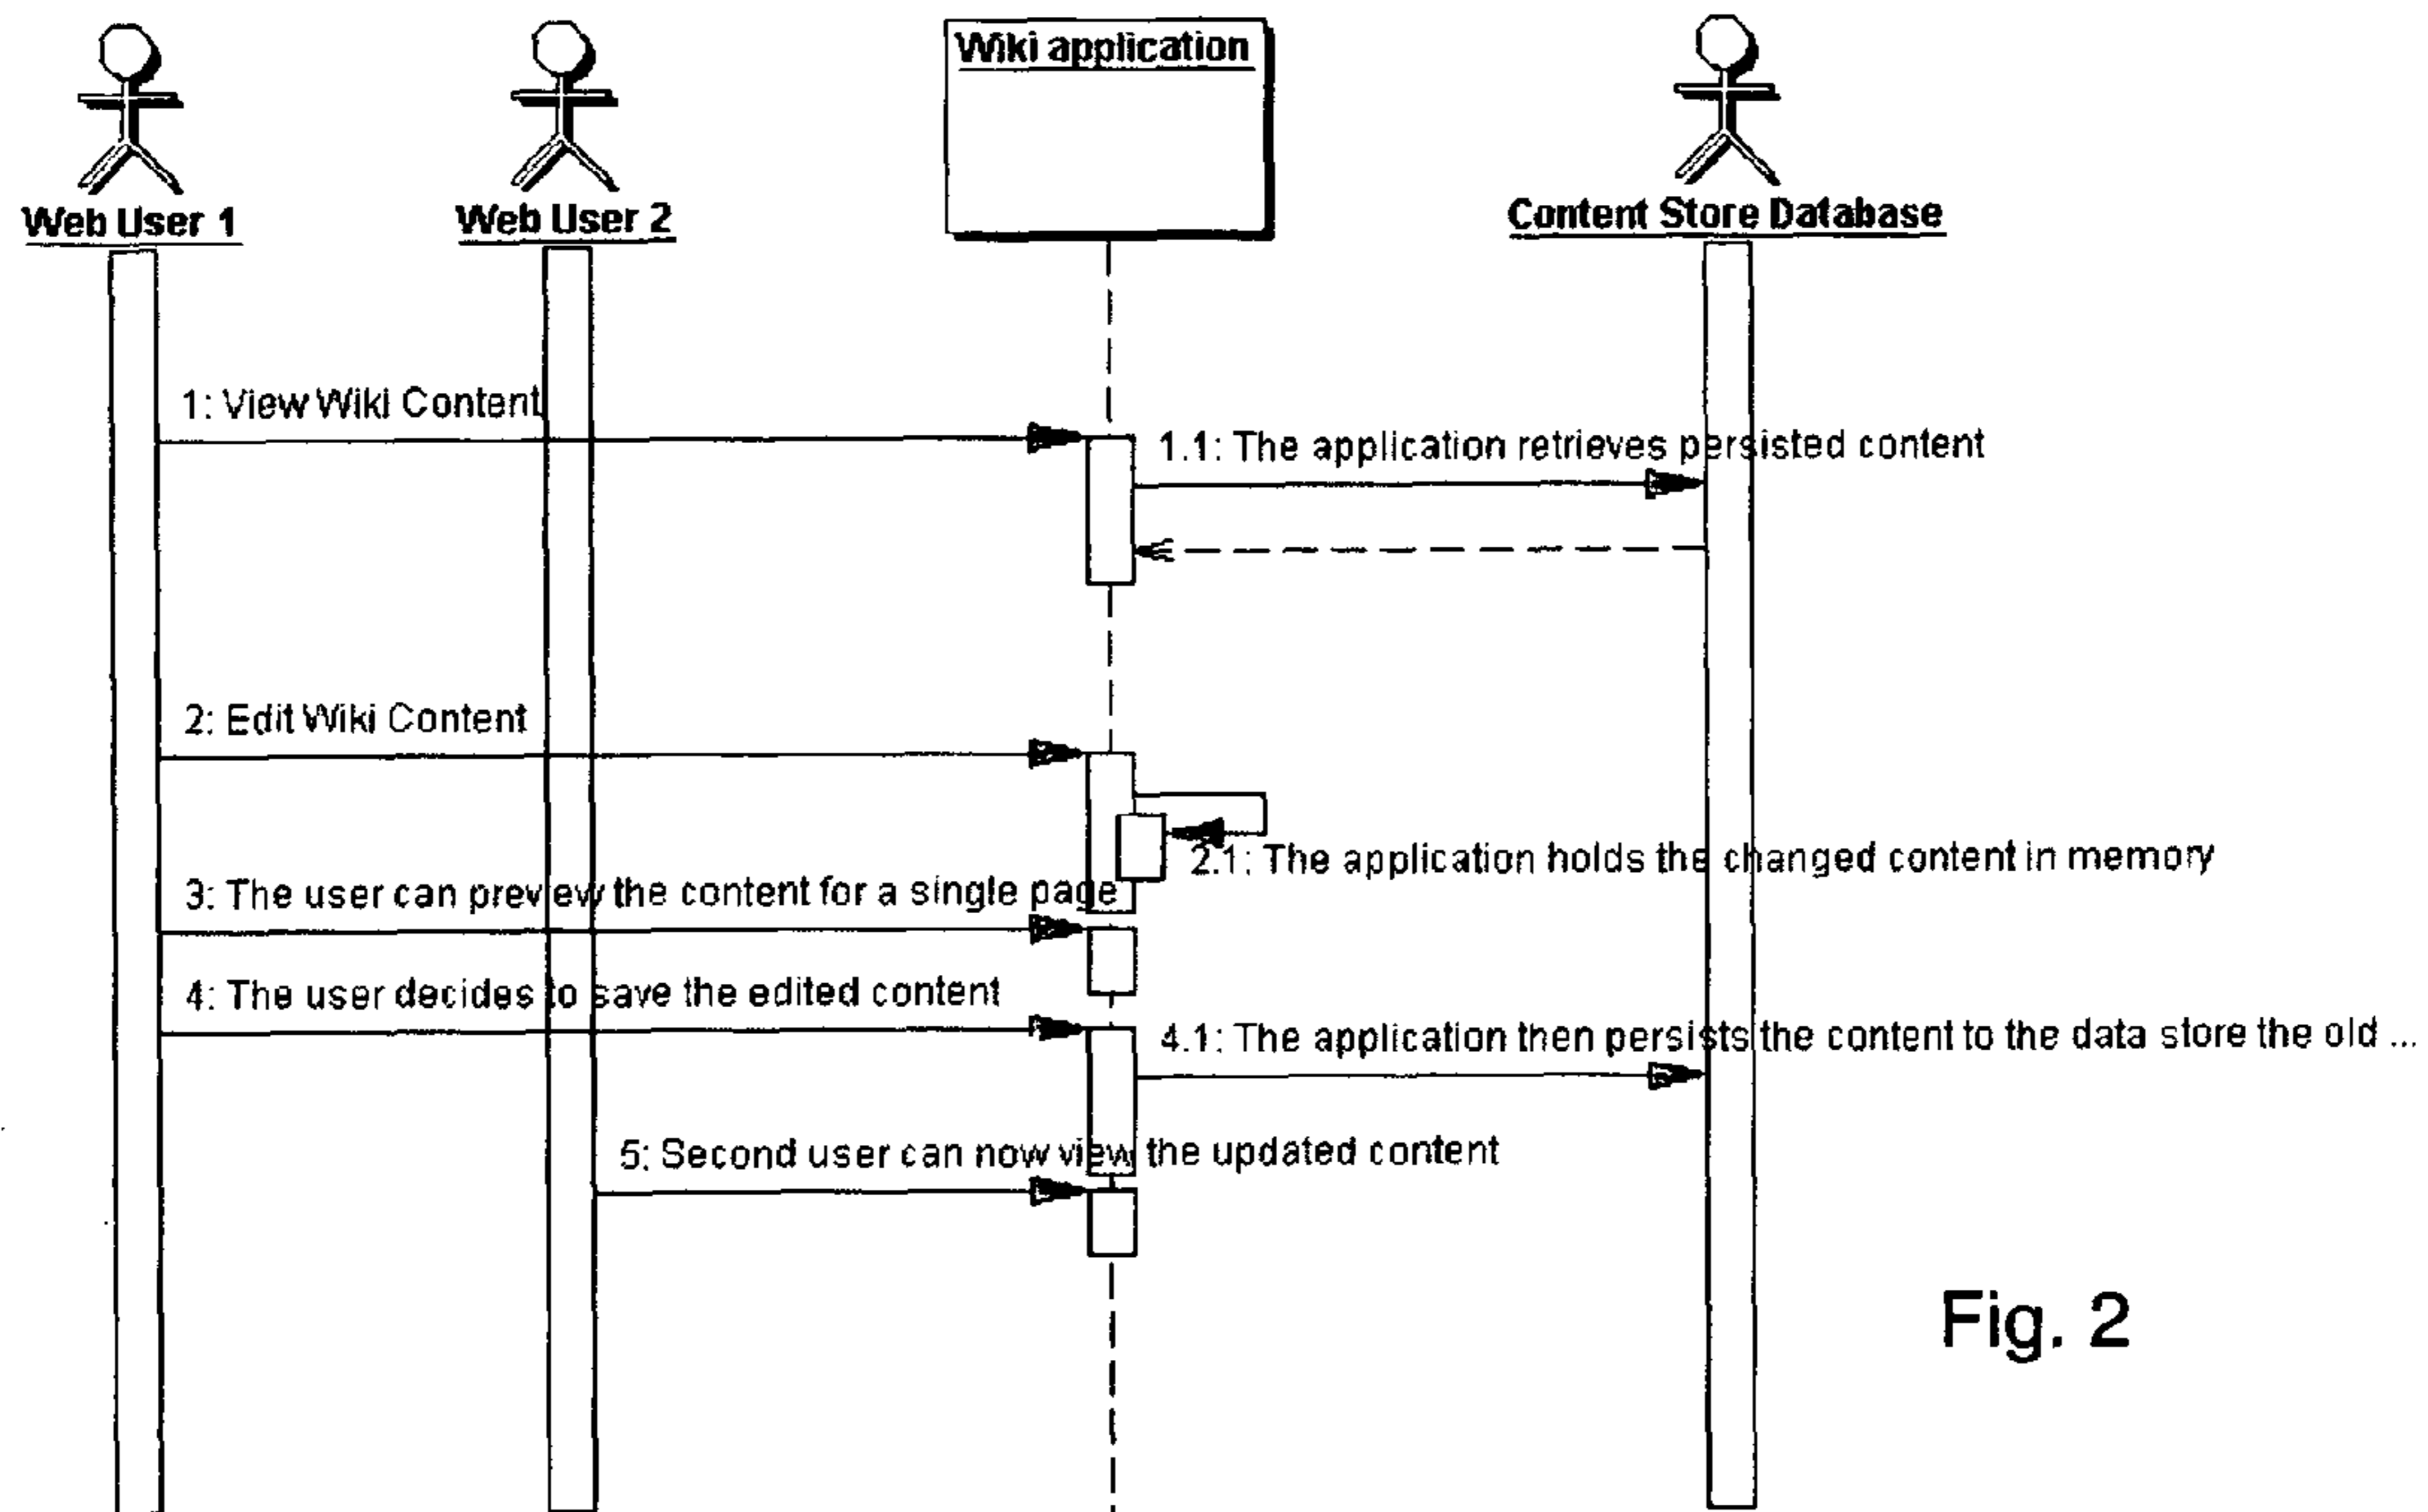 Web User 1
Web User 2
Wiki application
Content Store Database
1: View Wiki Content
1.1: The application retrieves persisted content
2: Edit Wiki Content
2.1: The application holds the changed content in memory
3: The user can preview the content for a single page
4: The user decides to save the edited content
4.1: The application then persists the content to the data store the old ...
5: Second user can now view the updated content
Fig. 2